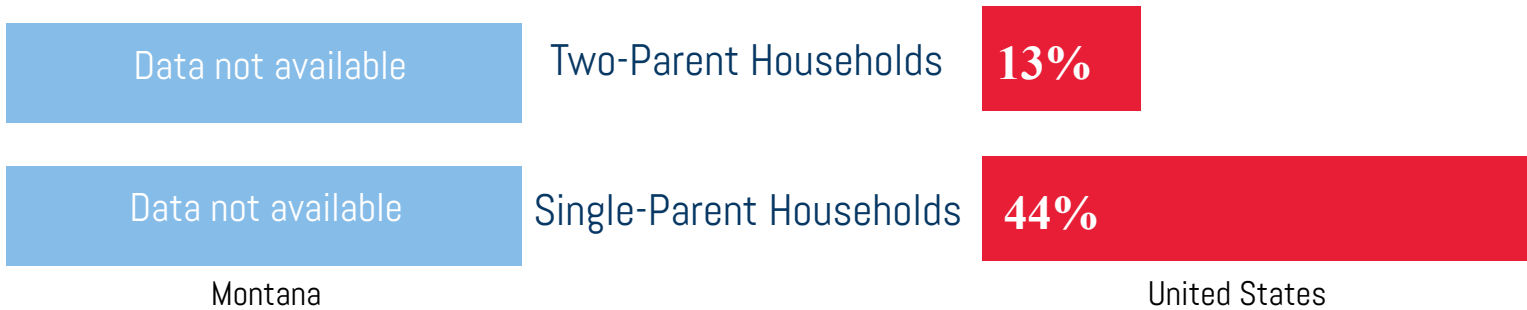 Data not available
Two-Parent Households
13%
Data not available
Single-Parent Households
44%
Montana
United States